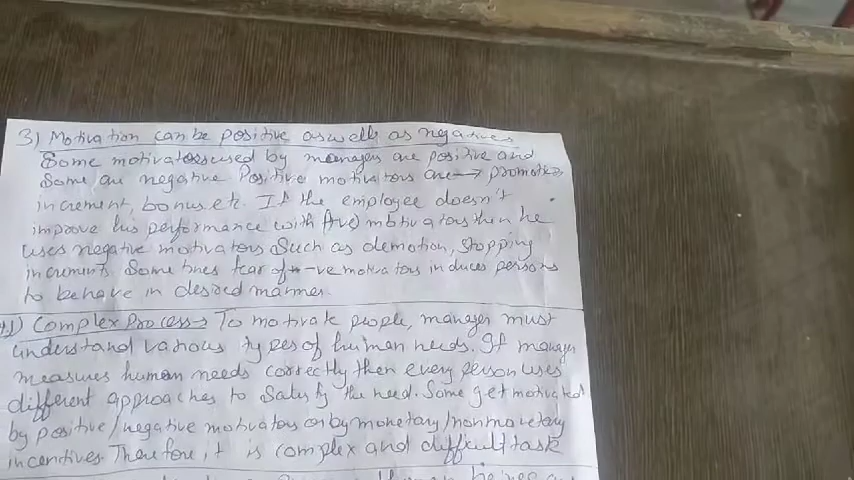 3) Motivation can be positive aswells as negatives
Some motivators used by managers are positive and
Some are negative Positive motivators are → promotion
increment, bonus etc. If the employee doesn't
improve his performance with (+ve) motivators then he
uses negative motivators Such as demotion, stopping
increments. Sometimes fear of -ve motivators induces persons
to behave in desired manner.
4) Complex Process → To motivate people, manager must
understand various types of human needs. If manager
measures human needs correctly then every person uses
different approaches to Satisfy the need. Some get motivated
by positive/negative motivators or by monetary/nonmonetary
incentives. Therefore, it is complex and difficult task
human beings are